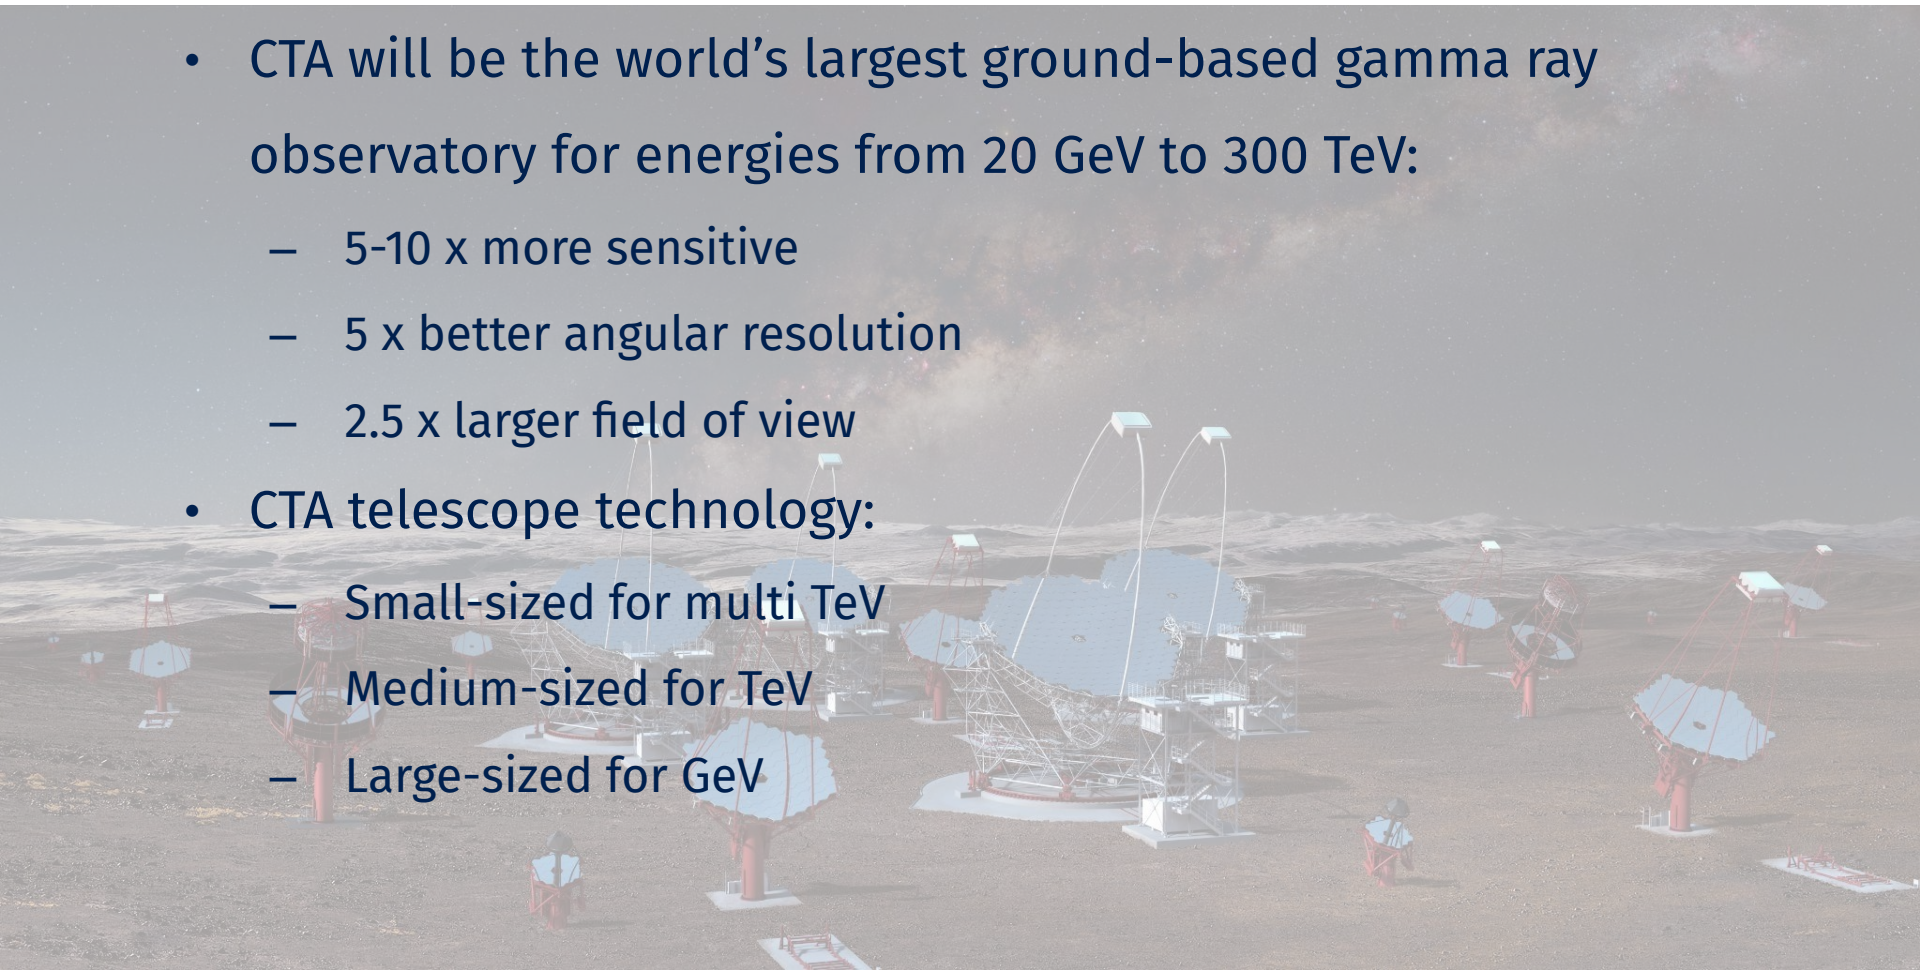 • CTA will be the world’s largest ground-based gamma ray
observatory for energies from 20 GeV to 300 TeV:
– 5-10 x more sensitive
– 5 x better angular resolution
– 2.5 x larger field of view
• CTA telescope technology:
– Small-sized for multi TeV
– Medium-sized for TeV
– Large-sized for GeV